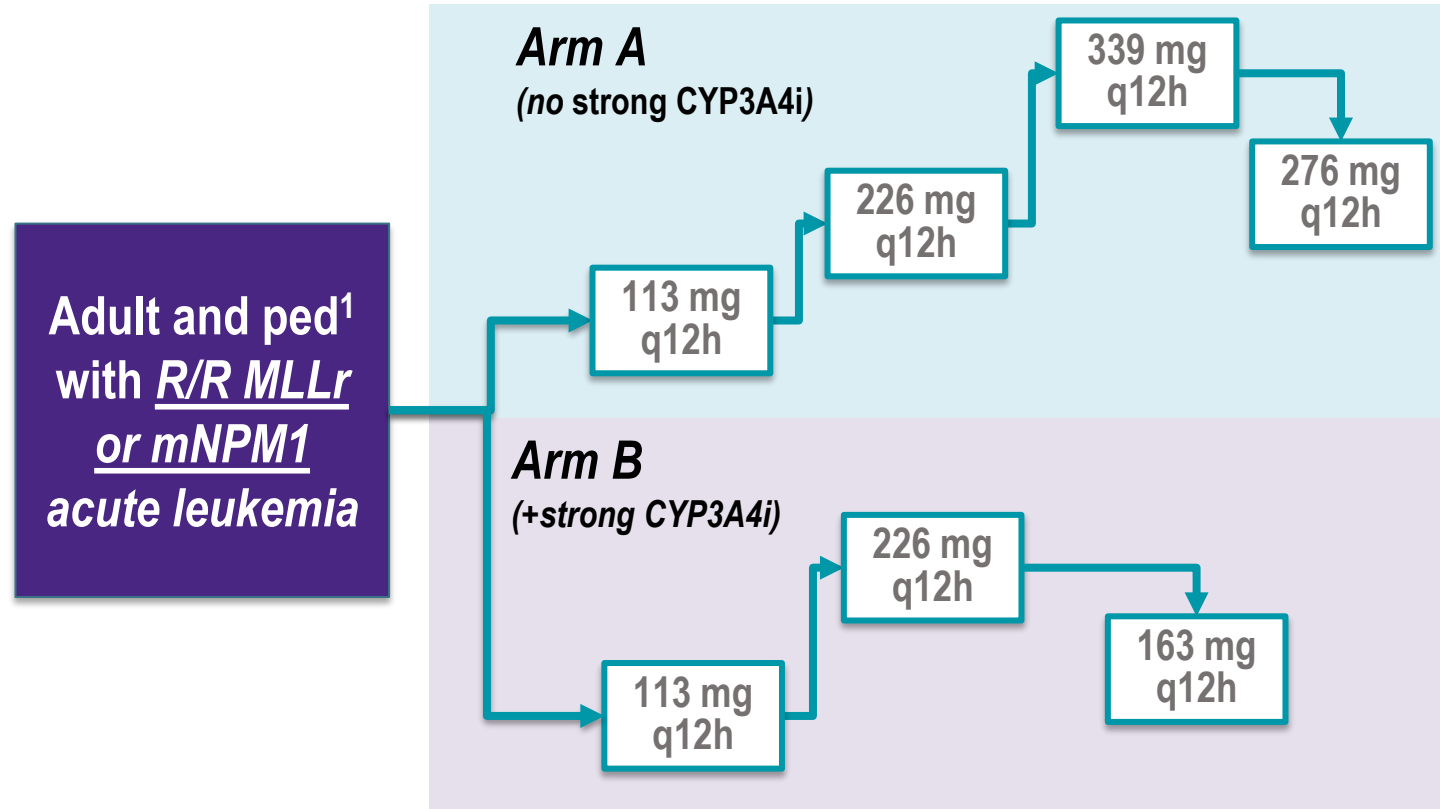 Adult and ped1
with R/R MLLr
or mNPM1
acute leukemia
Arm A
(no strong CYP3A4i)
113 mg
q12h
226 mg
q12h
339 mg
q12h
276 mg
q12h
Arm B
(+strong CYP3A4i)
113 mg
q12h
226 mg
q12h
163 mg
q12h